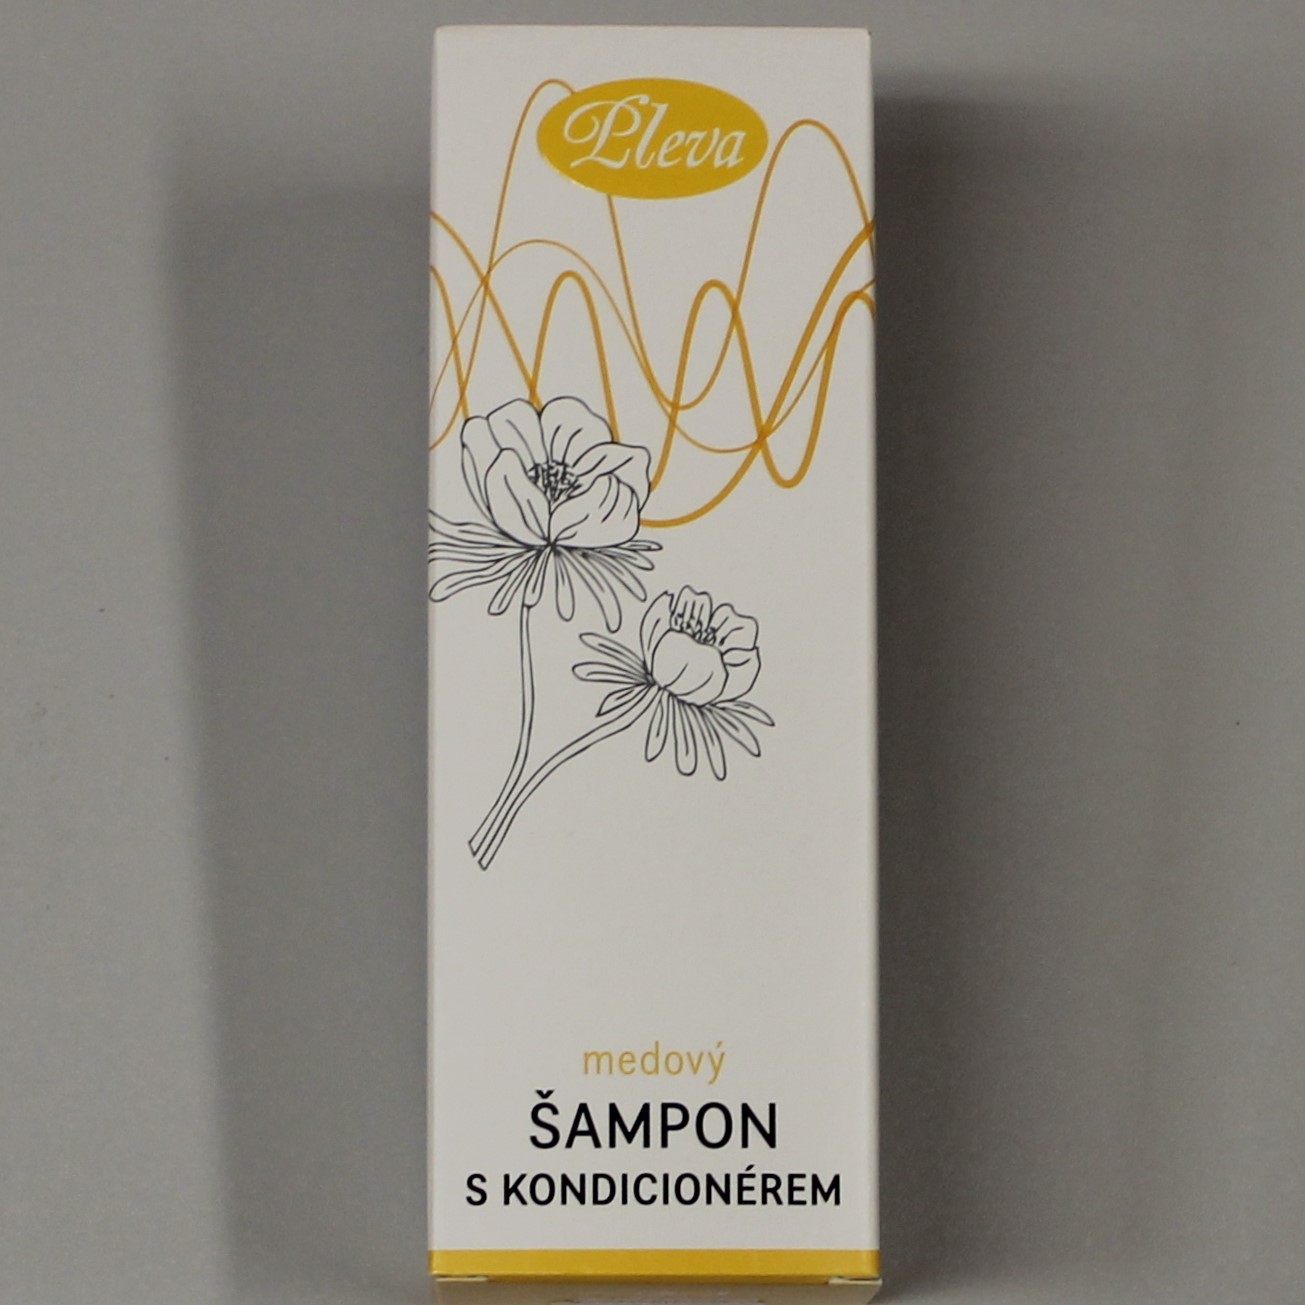 Pleva
medový
ŠAMPON
S KONDICIONÉREM